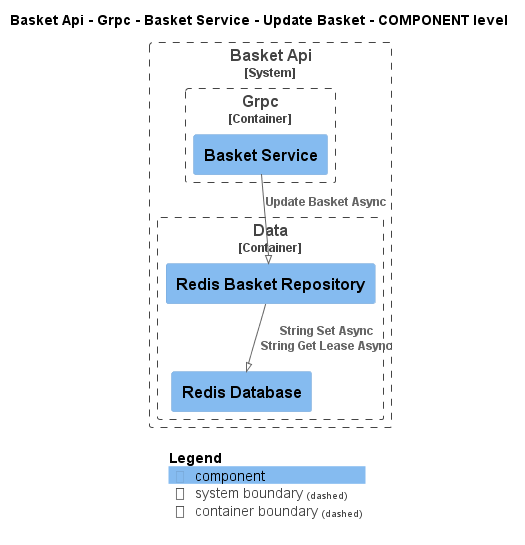 Basket Api - Grpc - Basket Service - Update Basket - COMPONENT level
Basket Api
[System]
Grpc
[Container]
Basket Service
Update Basket Async
Data
[Container]
Redis Basket Repository
String Set Async
String Get Lease Async
Redis Database
Legend
component
system boundary (dashed)
container boundary (dashed)